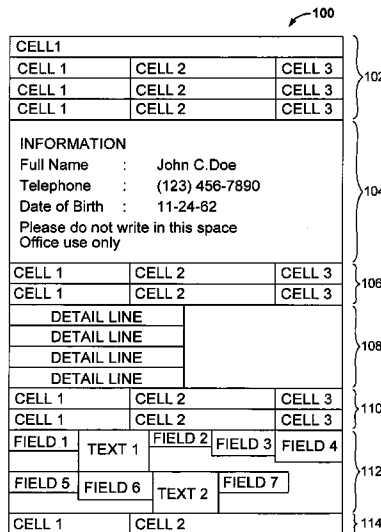 100
CELL1
CELL 1 CELL 2 CELL 3
CELL 1 CELL 2 CELL 3
CELL 1 CELL 2 CELL 3
102
INFORMATION
Full Name : John C.Doe
Telephone : (123) 456-7890
Date of Birth : 11-24-62
Please do not write in this space
Office use only
104
CELL 1 CELL 2 CELL 3
CELL 1 CELL 2 CELL 3
106
DETAIL LINE
DETAIL LINE
DETAIL LINE
DETAIL LINE
108
CELL 1 CELL 2 CELL 3
CELL 1 CELL 2 CELL 3
110
FIELD 1 TEXT 1 FIELD 2 FIELD 3 FIELD 4
FIELD 5 FIELD 6 TEXT 2 FIELD 7
112
CELL 1 CELL 2
114